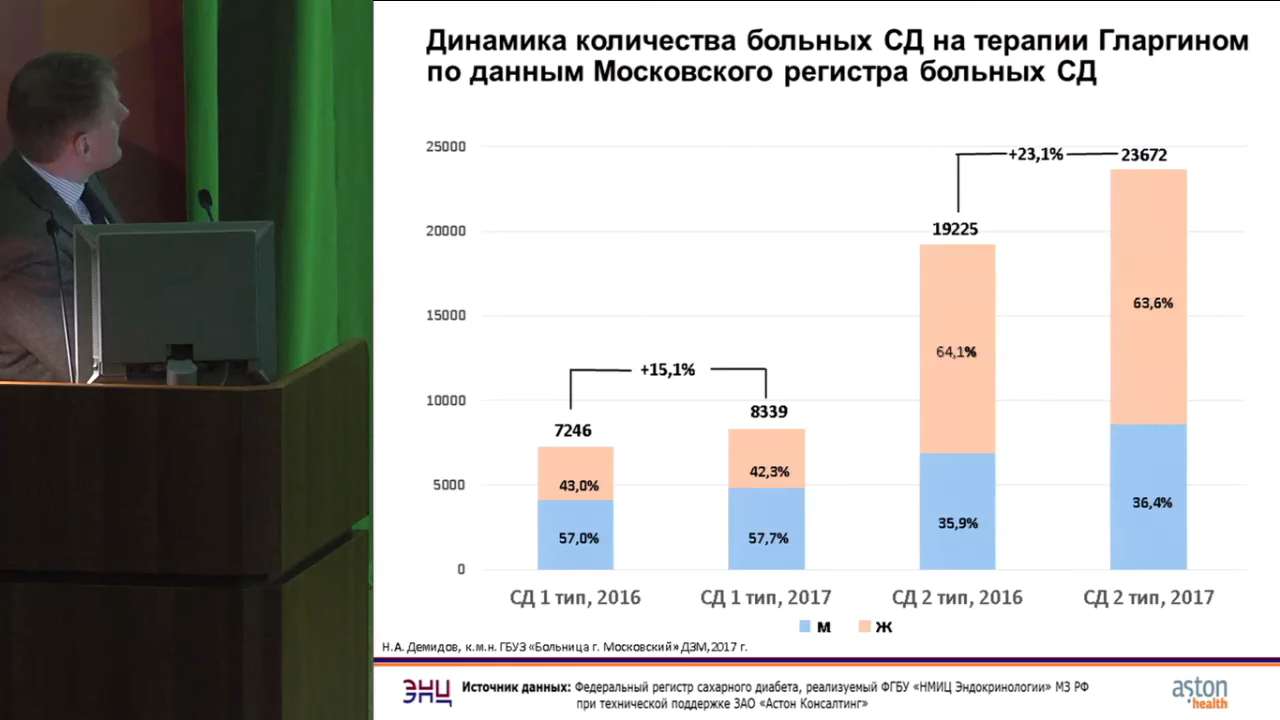 Динамика количества больных СД на терапии Гларгином
по данным Московского регистра больных СД
25000
20000
15000
10000
5000
0
+15,1%
+23,1%
7246
8339
19225
23672
43,0%
42,3%
64,1%
63,6%
57,0%
57,7%
35,9%
36,4%
СД 1 тип, 2016
СД 1 тип, 2017
СД 2 тип, 2016
СД 2 тип, 2017
м
ж
Н.А. Демидов, к.м.н. ГБУЗ «Больница г. Московский» ДЗМ,2017 г.
ЭНЦ
Источник данных: Федеральный регистр сахарного диабета, реализуемый ФГБУ «НМИЦ Эндокринологии» МЗ РФ
при технической поддержке ЗАО «Астон Консалтинг»
aston
health